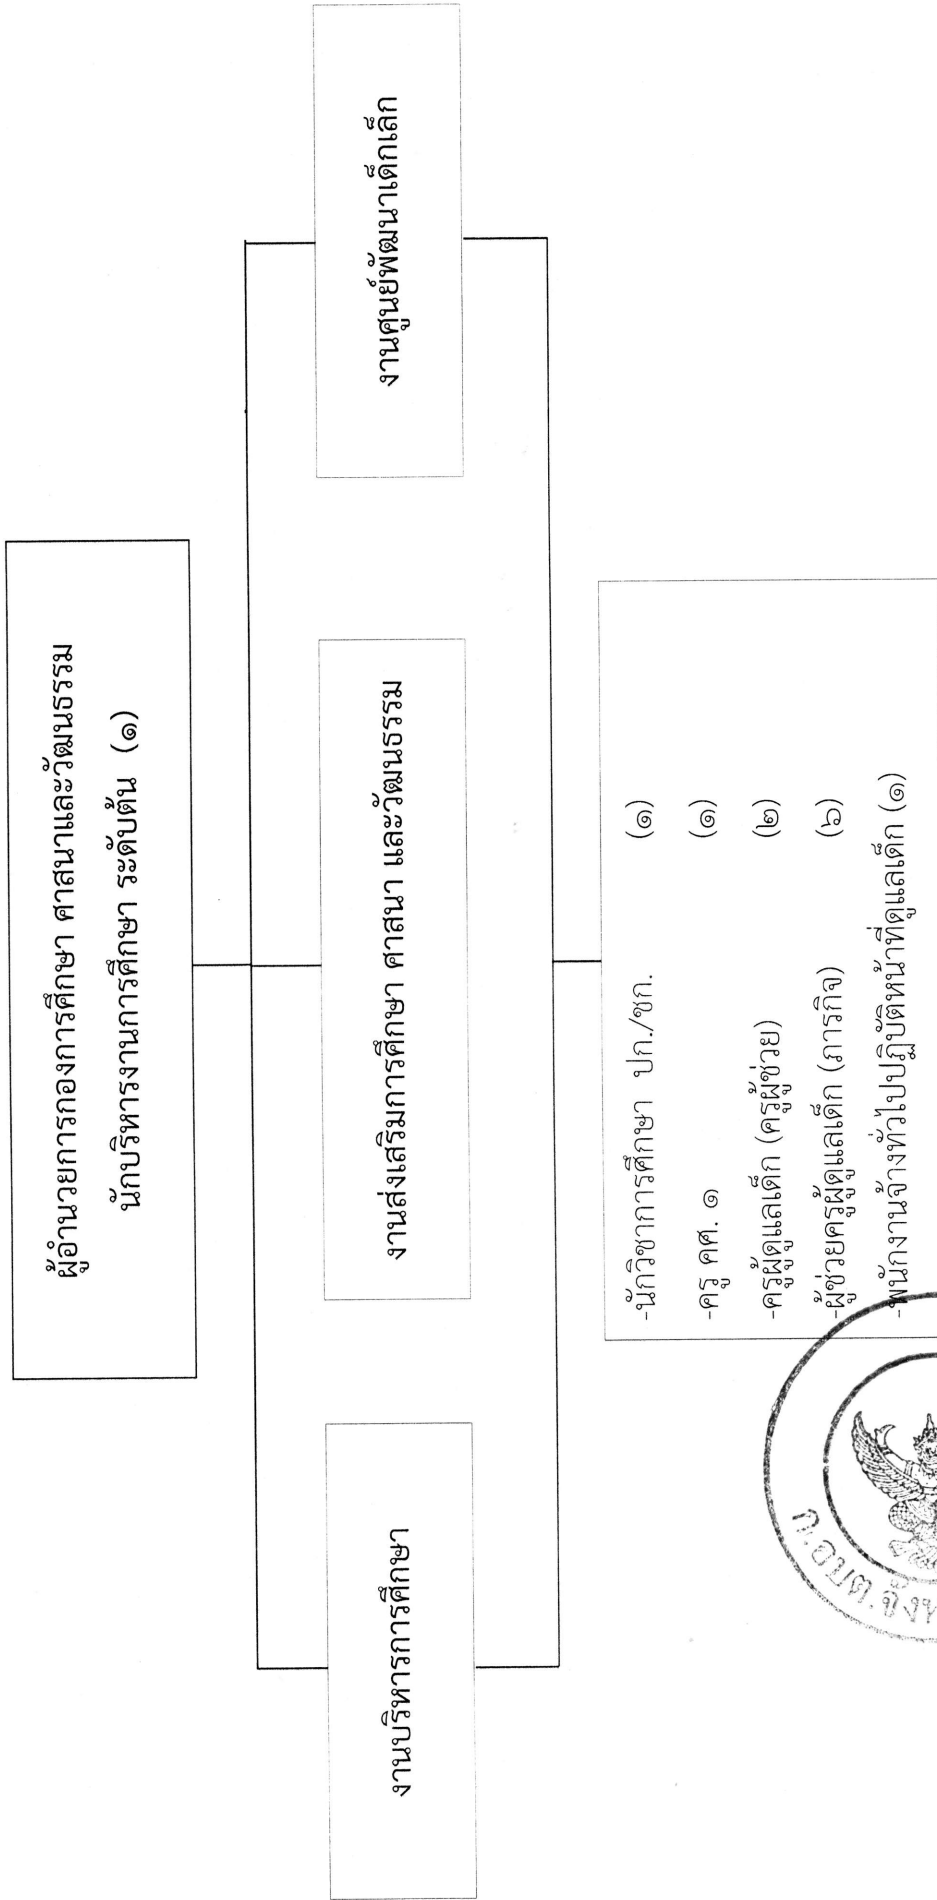 ผู้อำนวยการกองการศึกษา ศาสนาและวัฒนธรรม
นักบริหารงานการศึกษา ระดับต้น (๑)
งานบริหารการศึกษา
งานส่งเสริมการศึกษา ศาสนา และวัฒนธรรม
งานศูนย์พัฒนาเด็กเล็ก
-นักวิชาการศึกษา ปก./ชก. (๑)
-ครู คศ. ๑ (๑)
-ครูผู้ดูแลเด็ก (ครูผู้ช่วย) (๒)
-ผู้ช่วยครูผู้ดูแลเด็ก (ภารกิจ) (๖)
-พนักงานจ้างทั่วไปปฏิบัติหน้าที่ดูแลเด็ก (๑)